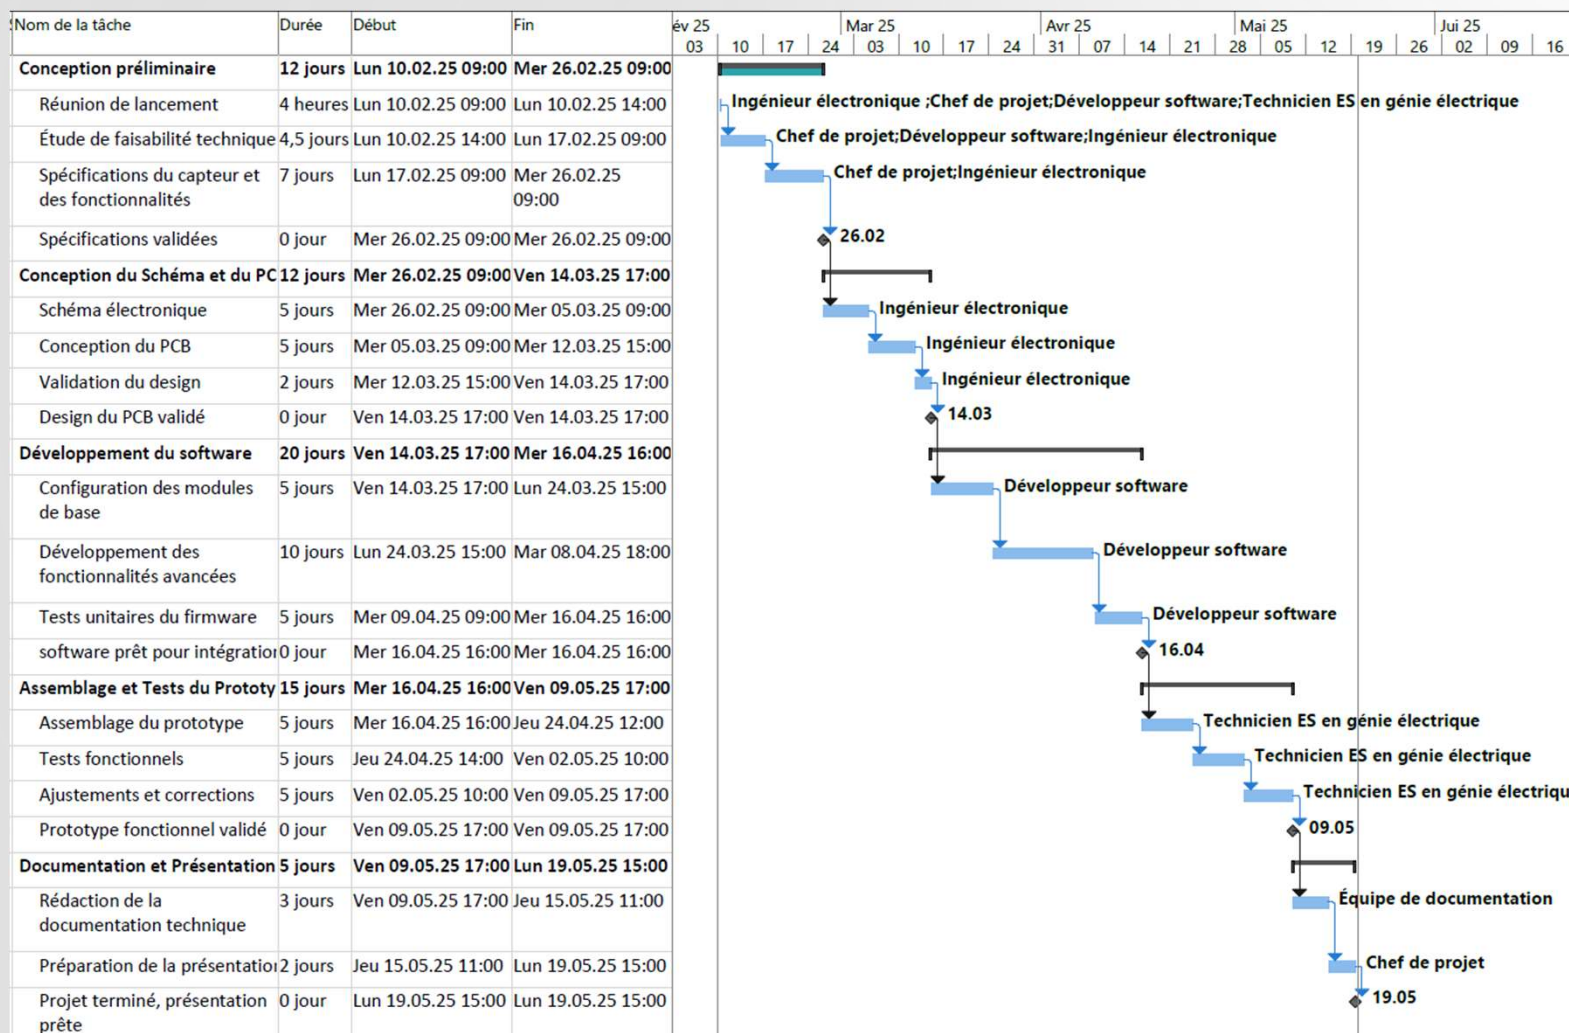 Nom de la tâche Durée Début Fin év 25 Mar 25 Avr 25 Mai 25 Jui 25
03 10 17 24 03 10 17 24 31 07 14 21 28 05 12 19 26 02 09 16
Conception préliminaire 12 jours Lun 10.02.25 09:00 Mer 26.02.25 09:00
Réunion de lancement 4 heures Lun 10.02.25 09:00 Lun 10.02.25 14:00 Ingénieur électronique ;Chef de projet;Développeur software;Technicien ES en génie électrique
Étude de faisabilité technique 4,5 jours Lun 10.02.25 14:00 Lun 17.02.25 09:00 Chef de projet;Développeur software;Ingénieur électronique
Spécifications du capteur et 7 jours Lun 17.02.25 09:00 Mer 26.02.25 Chef de projet;Ingénieur électronique
des fonctionnalités 09:00
Spécifications validées 0 jour Mer 26.02.25 09:00 Mer 26.02.25 09:00 26.02
Conception du Schéma et du PC 12 jours Mer 26.02.25 09:00 Ven 14.03.25 17:00
Schéma électronique 5 jours Mer 26.02.25 09:00 Mer 05.03.25 09:00 Ingénieur électronique
Conception du PCB 5 jours Mer 05.03.25 09:00 Mer 12.03.25 15:00 Ingénieur électronique
Validation du design 2 jours Mer 12.03.25 15:00 Ven 14.03.25 17:00 Ingénieur électronique
Design du PCB validé 0 jour Ven 14.03.25 17:00 Ven 14.03.25 17:00 14.03
Développement du software 20 jours Ven 14.03.25 17:00 Mer 16.04.25 16:00
Configuration des modules 5 jours Ven 14.03.25 17:00 Lun 24.03.25 15:00 Développeur software
de base
Développement des 10 jours Lun 24.03.25 15:00 Mar 08.04.25 18:00 Développeur software
fonctionnalités avancées
Tests unitaires du firmware 5 jours Mer 09.04.25 09:00 Mer 16.04.25 16:00 Développeur software
software prêt pour intégration 0 jour Mer 16.04.25 16:00 Mer 16.04.25 16:00 16.04
Assemblage et Tests du Prototy 15 jours Mer 16.04.25 16:00 Ven 09.05.25 17:00
Assemblage du prototype 5 jours Mer 16.04.25 16:00 Jeu 24.04.25 12:00 Technicien ES en génie électrique
Tests fonctionnels 5 jours Jeu 24.04.25 14:00 Ven 02.05.25 10:00 Technicien ES en génie électrique
Ajustements et corrections 5 jours Ven 02.05.25 10:00 Ven 09.05.25 17:00 Technicien ES en génie électriqu
Prototype fonctionnel validé 0 jour Ven 09.05.25 17:00 Ven 09.05.25 17:00 09.05
Documentation et Présentation 5 jours Ven 09.05.25 17:00 Lun 19.05.25 15:00
Rédaction de la 3 jours Ven 09.05.25 17:00 Jeu 15.05.25 11:00 Équipe de documentation
documentation technique
Préparation de la présentation 2 jours Jeu 15.05.25 11:00 Lun 19.05.25 15:00 Chef de projet
Projet terminé, présentation 0 jour Lun 19.05.25 15:00 Lun 19.05.25 15:00 19.05
prête